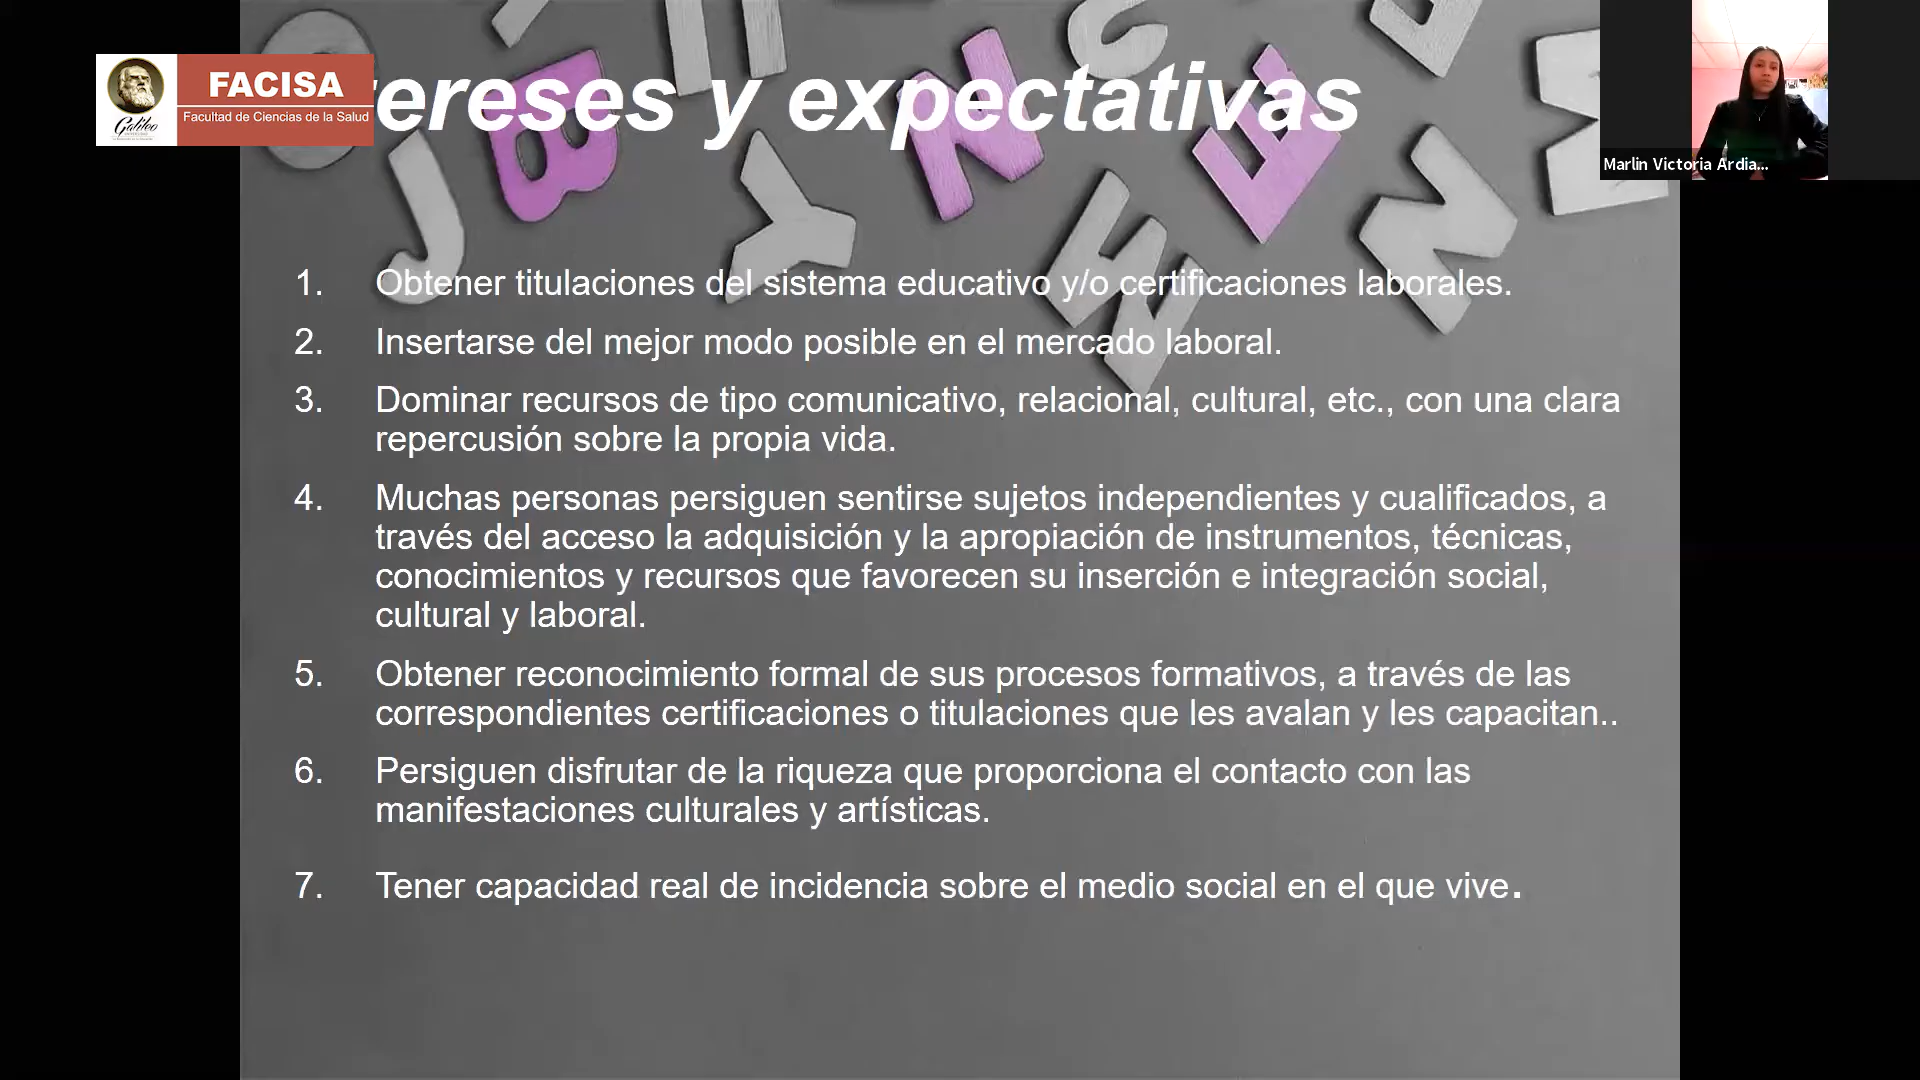 FACISA
Facultad de Ciencias de la Salud
Galileo
ereses y expectativas
Marlin Victoria Ardia...
1. Obtener titulaciones del sistema educativo y/o certificaciones laborales.
2. Insertarse del mejor modo posible en el mercado laboral.
3. Dominar recursos de tipo comunicativo, relacional, cultural, etc., con una clara
repercusión sobre la propia vida.
4. Muchas personas persiguen sentirse sujetos independientes y cualificados, a
través del acceso la adquisición y la apropiación de instrumentos, técnicas,
conocimientos y recursos que favorecen su inserción e integración social,
cultural y laboral.
5. Obtener reconocimiento formal de sus procesos formativos, a través de las
correspondientes certificaciones o titulaciones que les avalan y les capacitan..
6. Persiguen disfrutar de la riqueza que proporciona el contacto con las
manifestaciones culturales y artísticas.
7. Tener capacidad real de incidencia sobre el medio social en el que vive.